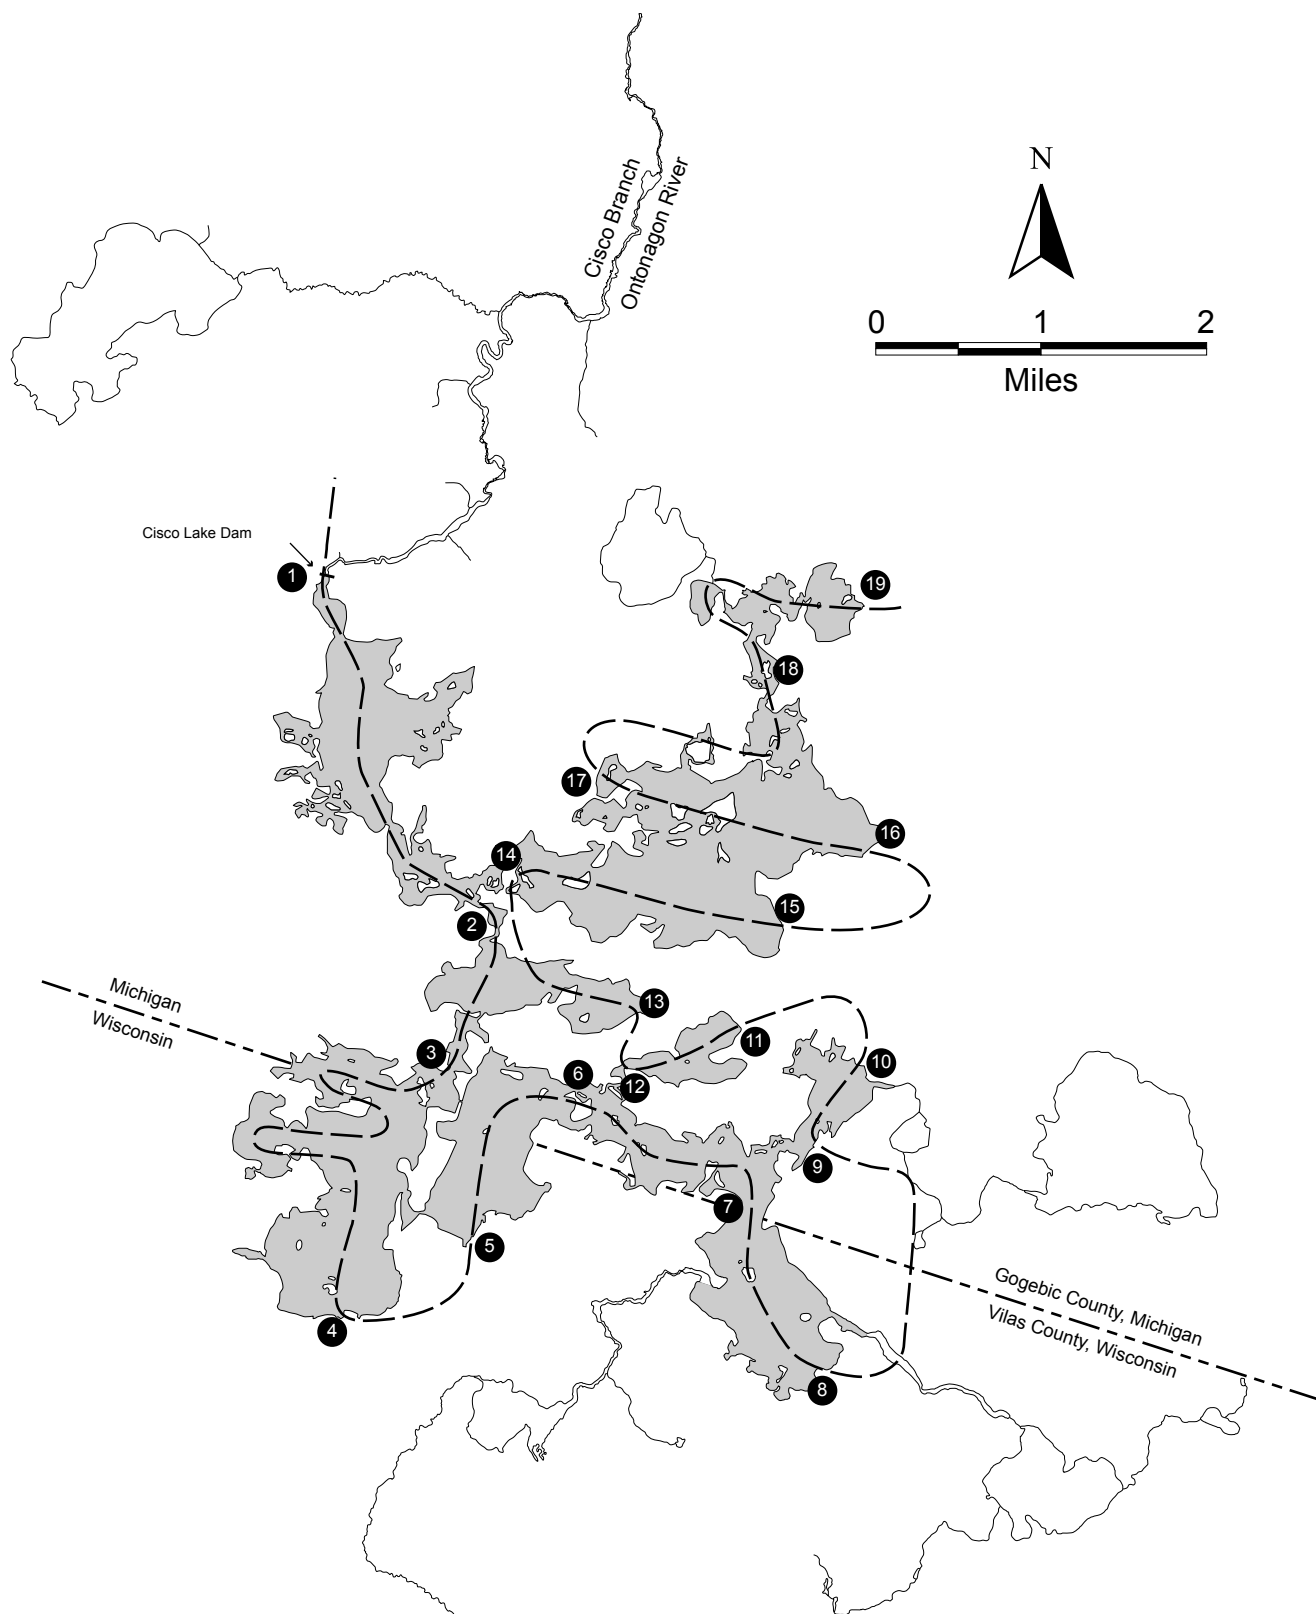 Cisco Branch
Ontonagon River
N
0 1 2
Miles
Cisco Lake Dam
1
19
18
17
16
14
15
2
Michigan
Wisconsin
13
3
11
6
10
12
9
7
5
Gogebic County, Michigan
Vilas County, Wisconsin
4
8